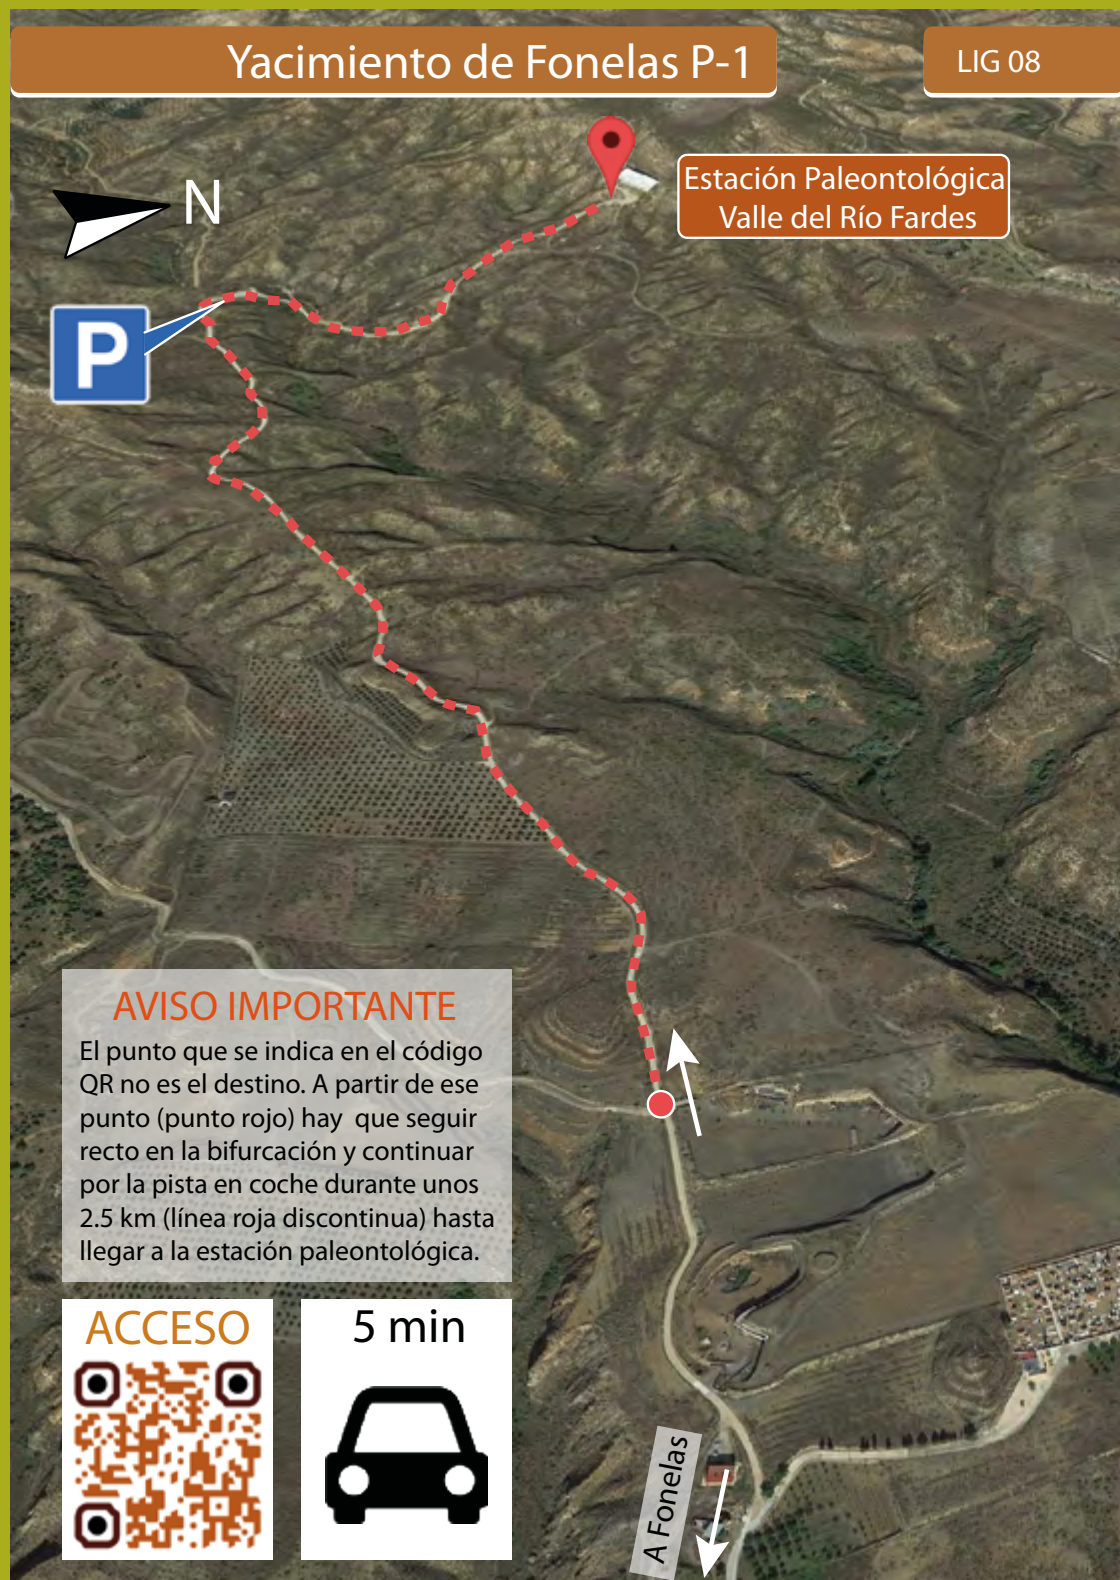 Yacimiento de Fonelas P-1
LIG 08
N
Estación Paleontológica
Valle del Río Fardes
P
AVISO IMPORTANTE
El punto que se indica en el código
QR no es el destino. A partir de ese
punto (punto rojo) hay que seguir
recto en la bifurcación y continuar
por la pista en coche durante unos
2.5 km (línea roja discontinua) hasta
llegar a la estación paleontológica.
ACCESO
5 min
A Fonelas